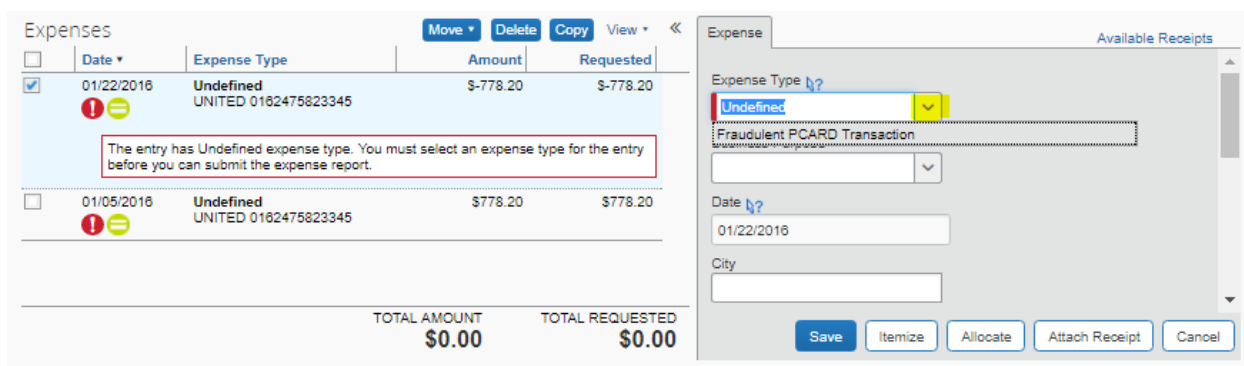 Expenses
Move Delete Copy View
Date Expense Type Amount Requested
01/22/2016 Undefined $-778.20 $-778.20
UNITED 0162475823345
The entry has Undefined expense type. You must select an expense type for the entry
before you can submit the expense report.
01/05/2016 Undefined $778.20 $778.20
UNITED 0162475823345
TOTAL AMOUNT TOTAL REQUESTED
$0.00 $0.00
Expense Available Receipts
Expense Type
Undefined
Fraudulent PCARD Transaction
Date
01/22/2016
City
Save Itemize Allocate Attach Receipt Cancel